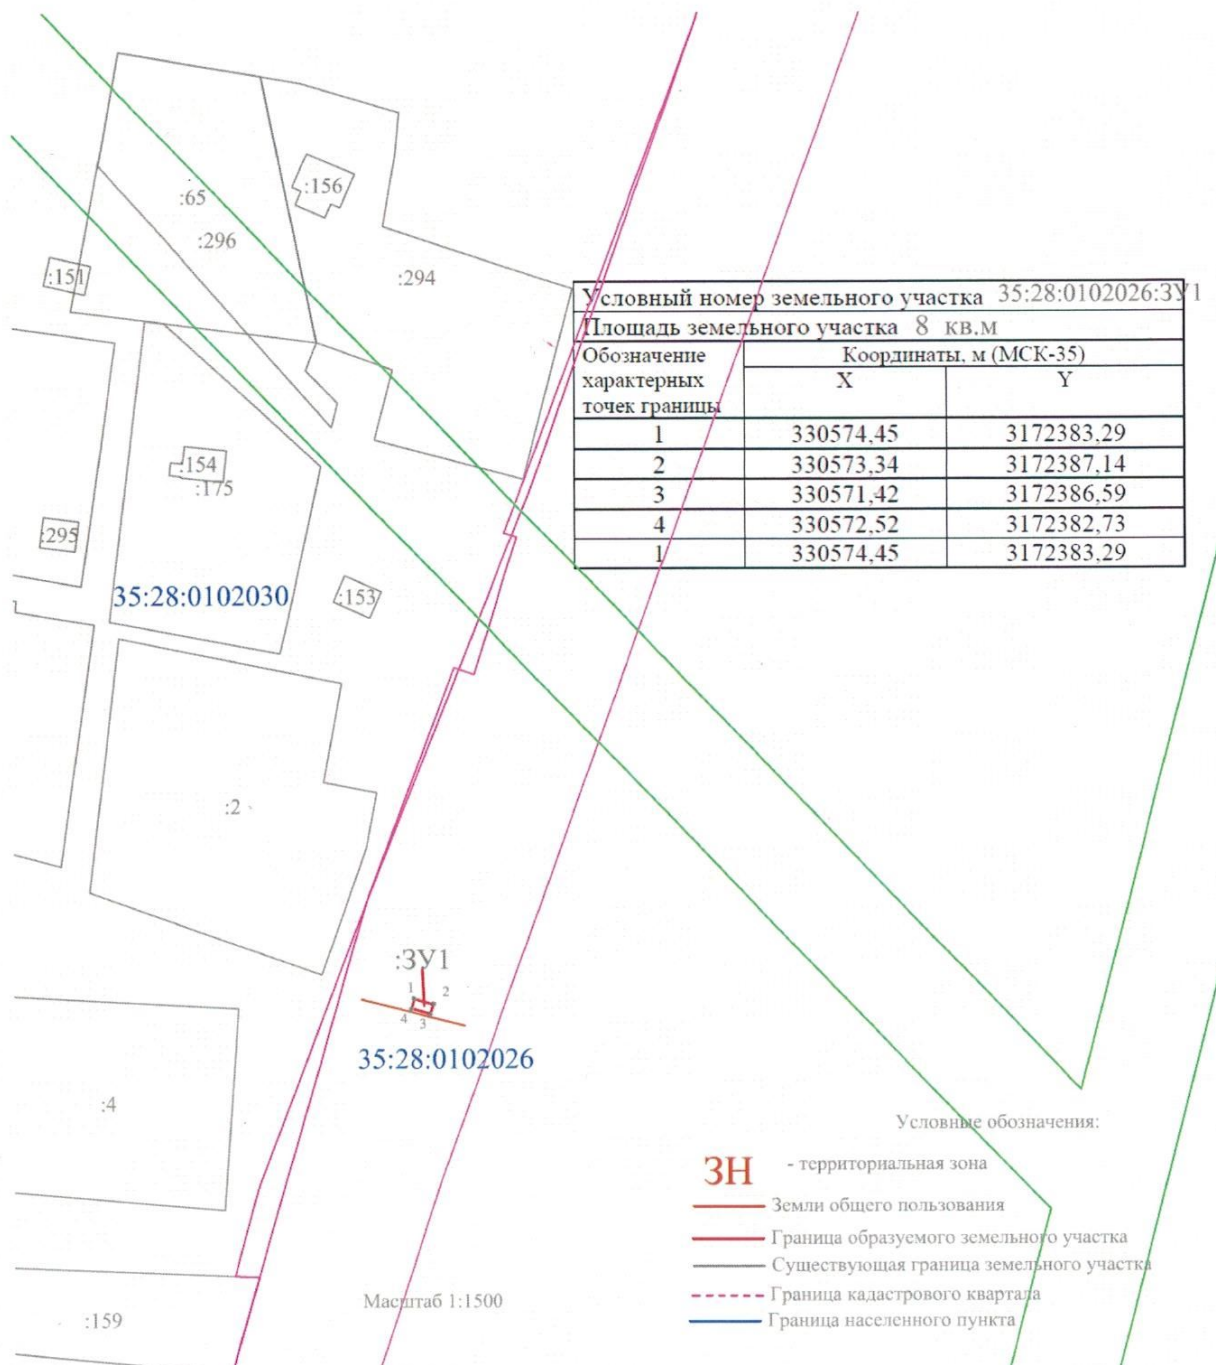 :156
:65
:296
:151
:294
Условный номер земельного участка 35:28:0102026:ЗУ1
Площадь земельного участка 8 кв.м
Обозначение характерных точек границы
Координаты, м (МСК-35)
X Y
1 330574,45 3172383,29
2 330573,34 3172387,14
3 330571,42 3172386,59
4 330572,52 3172382,73
1 330574,45 3172383,29
:154
:175
:295
35:28:0102030
:153
:2
:ЗУ1
1 2
4 3
35:28:0102026
:4
Условные обозначения:
ЗН - территориальная зона
Земли общего пользования
Граница образуемого земельного участка
Существующая граница земельного участка
Граница кадастрового квартала
Граница населенного пункта
Масштаб 1:1500
:159